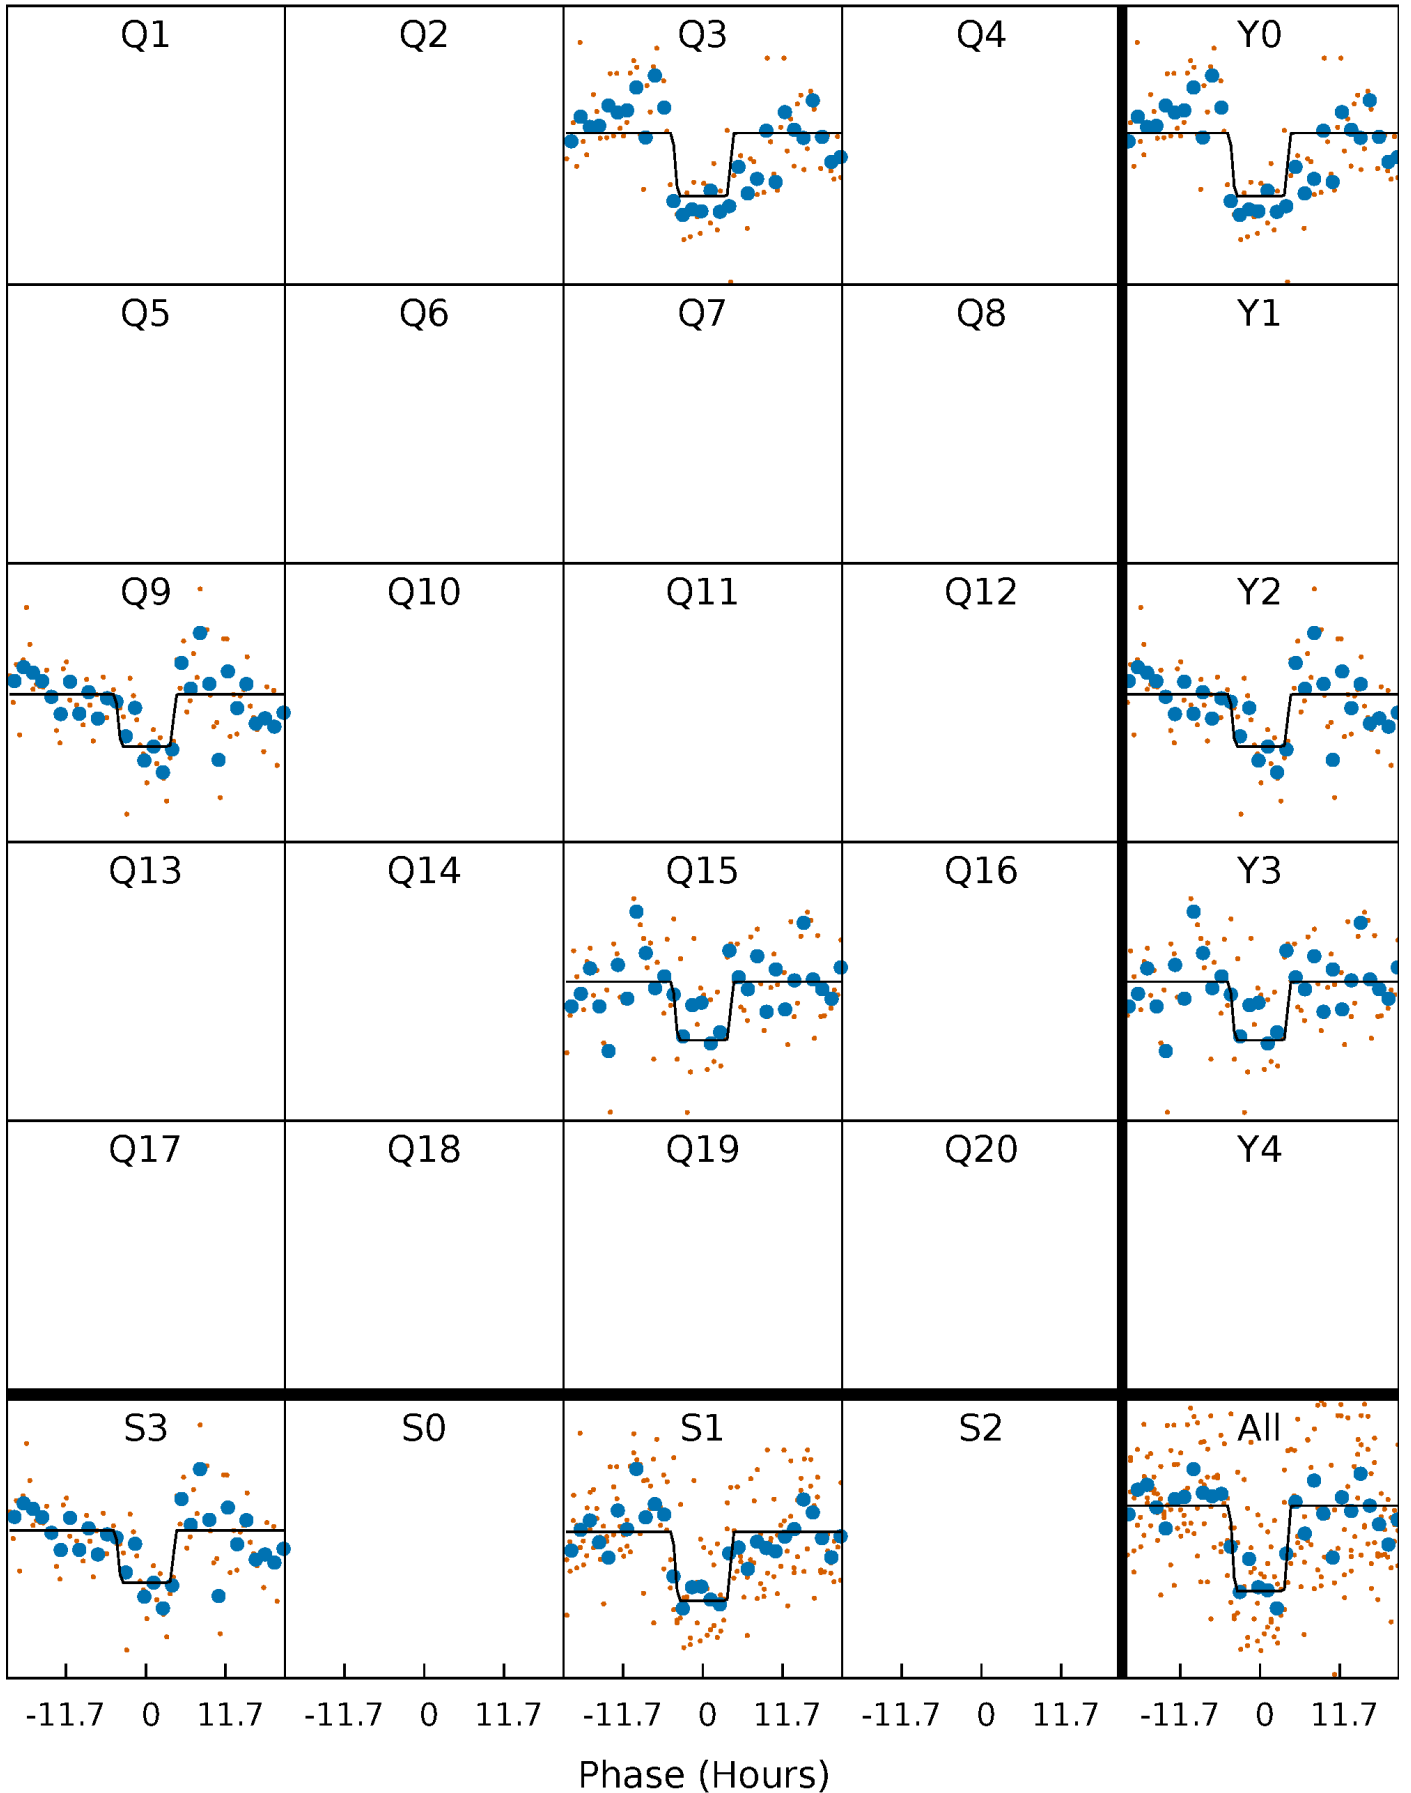 Q1 Q2 Q3 Q4 Y0
Q5 Q6 Q7 Q8 Y1
Q9 Q10 Q11 Q12 Y2
Q13 Q14 Q15 Q16 Y3
Q17 Q18 Q19 Q20 Y4
S3 S0 S1 S2 All
-11.7 0 11.7 -11.7 0 11.7 -11.7 0 11.7 -11.7 0 11.7 -11.7 0 11.7
Phase (Hours)